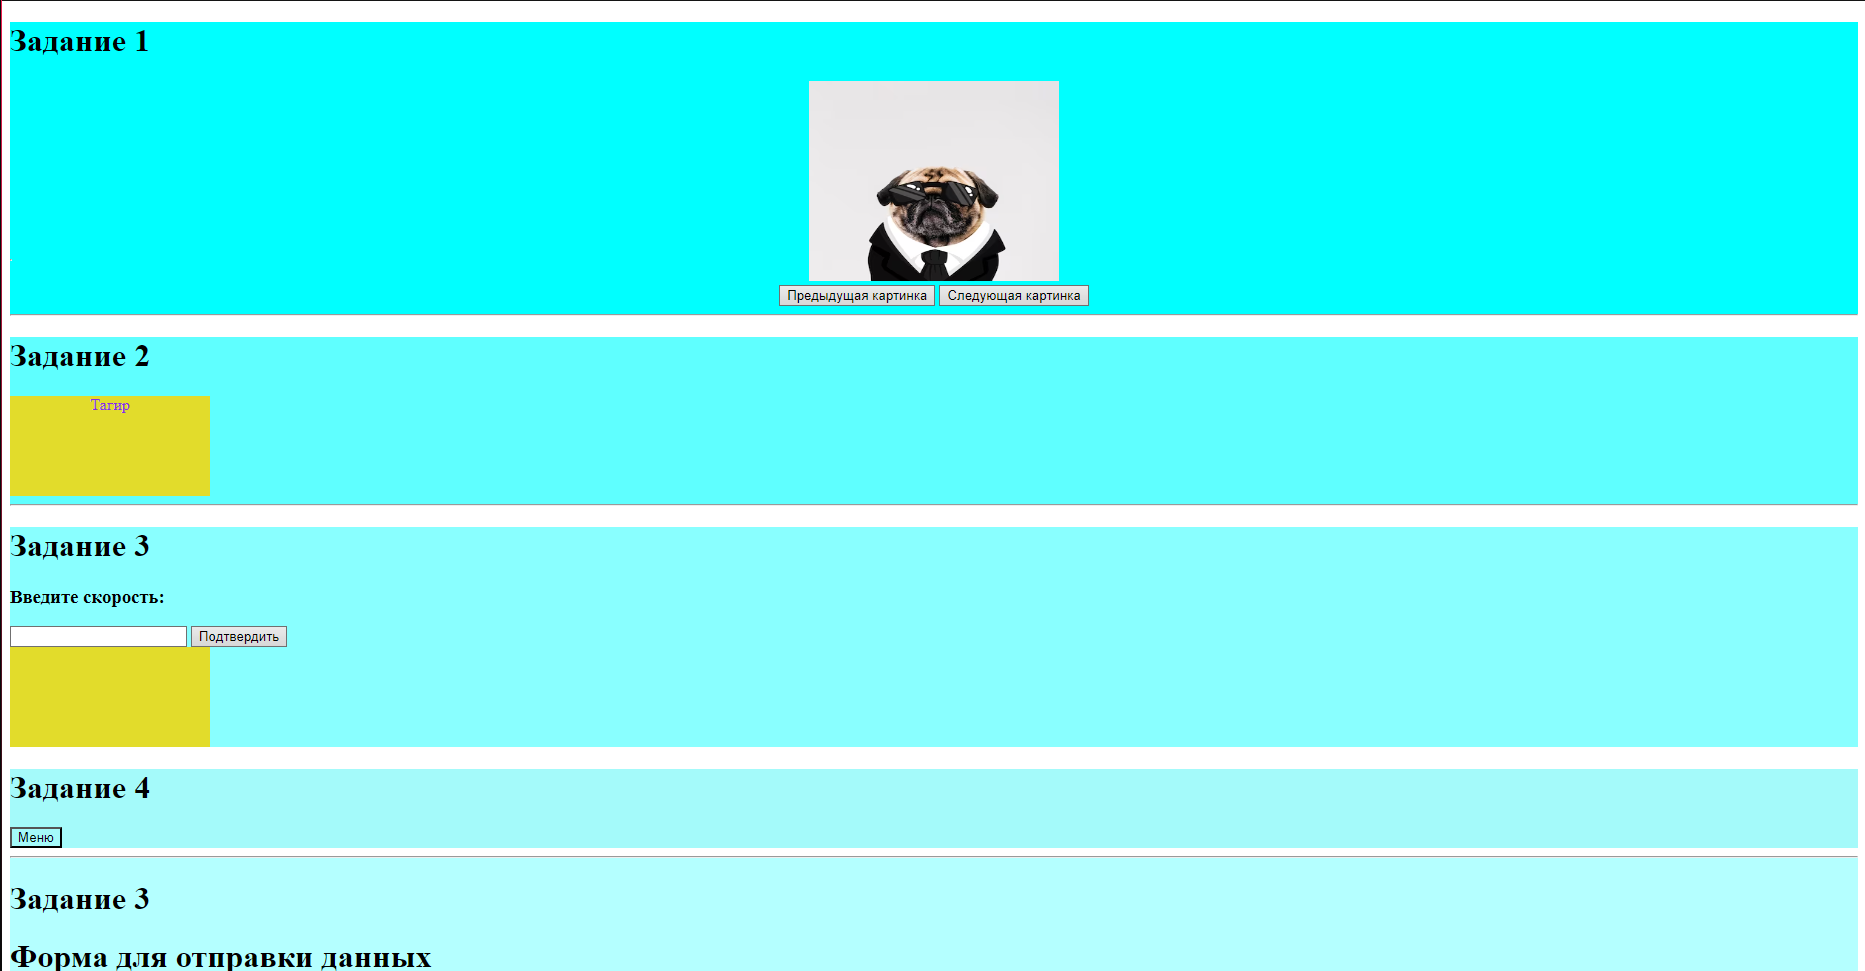 Задание 1
Предыдущая картинка Следующая картинка
Задание 2
Тагир
Задание 3
Введите скорость:
Подтвердить
Задание 4
Меню
Задание 3
Форма для отправки данных